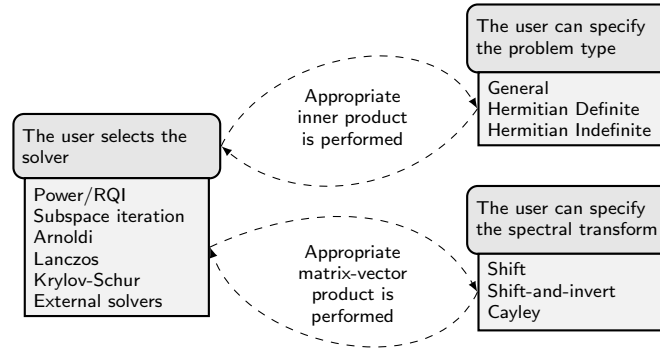 The user can specify
the problem type
General
Hermitian Definite
Hermitian Indefinite
Appropriate
inner product
is performed
The user selects the
solver
Power/RQI
Subspace iteration
Arnoldi
Lanczos
Krylov-Schur
External solvers
The user can specify
the spectral transform
Shift
Shift-and-invert
Cayley
Appropriate
matrix-vector
product is
performed